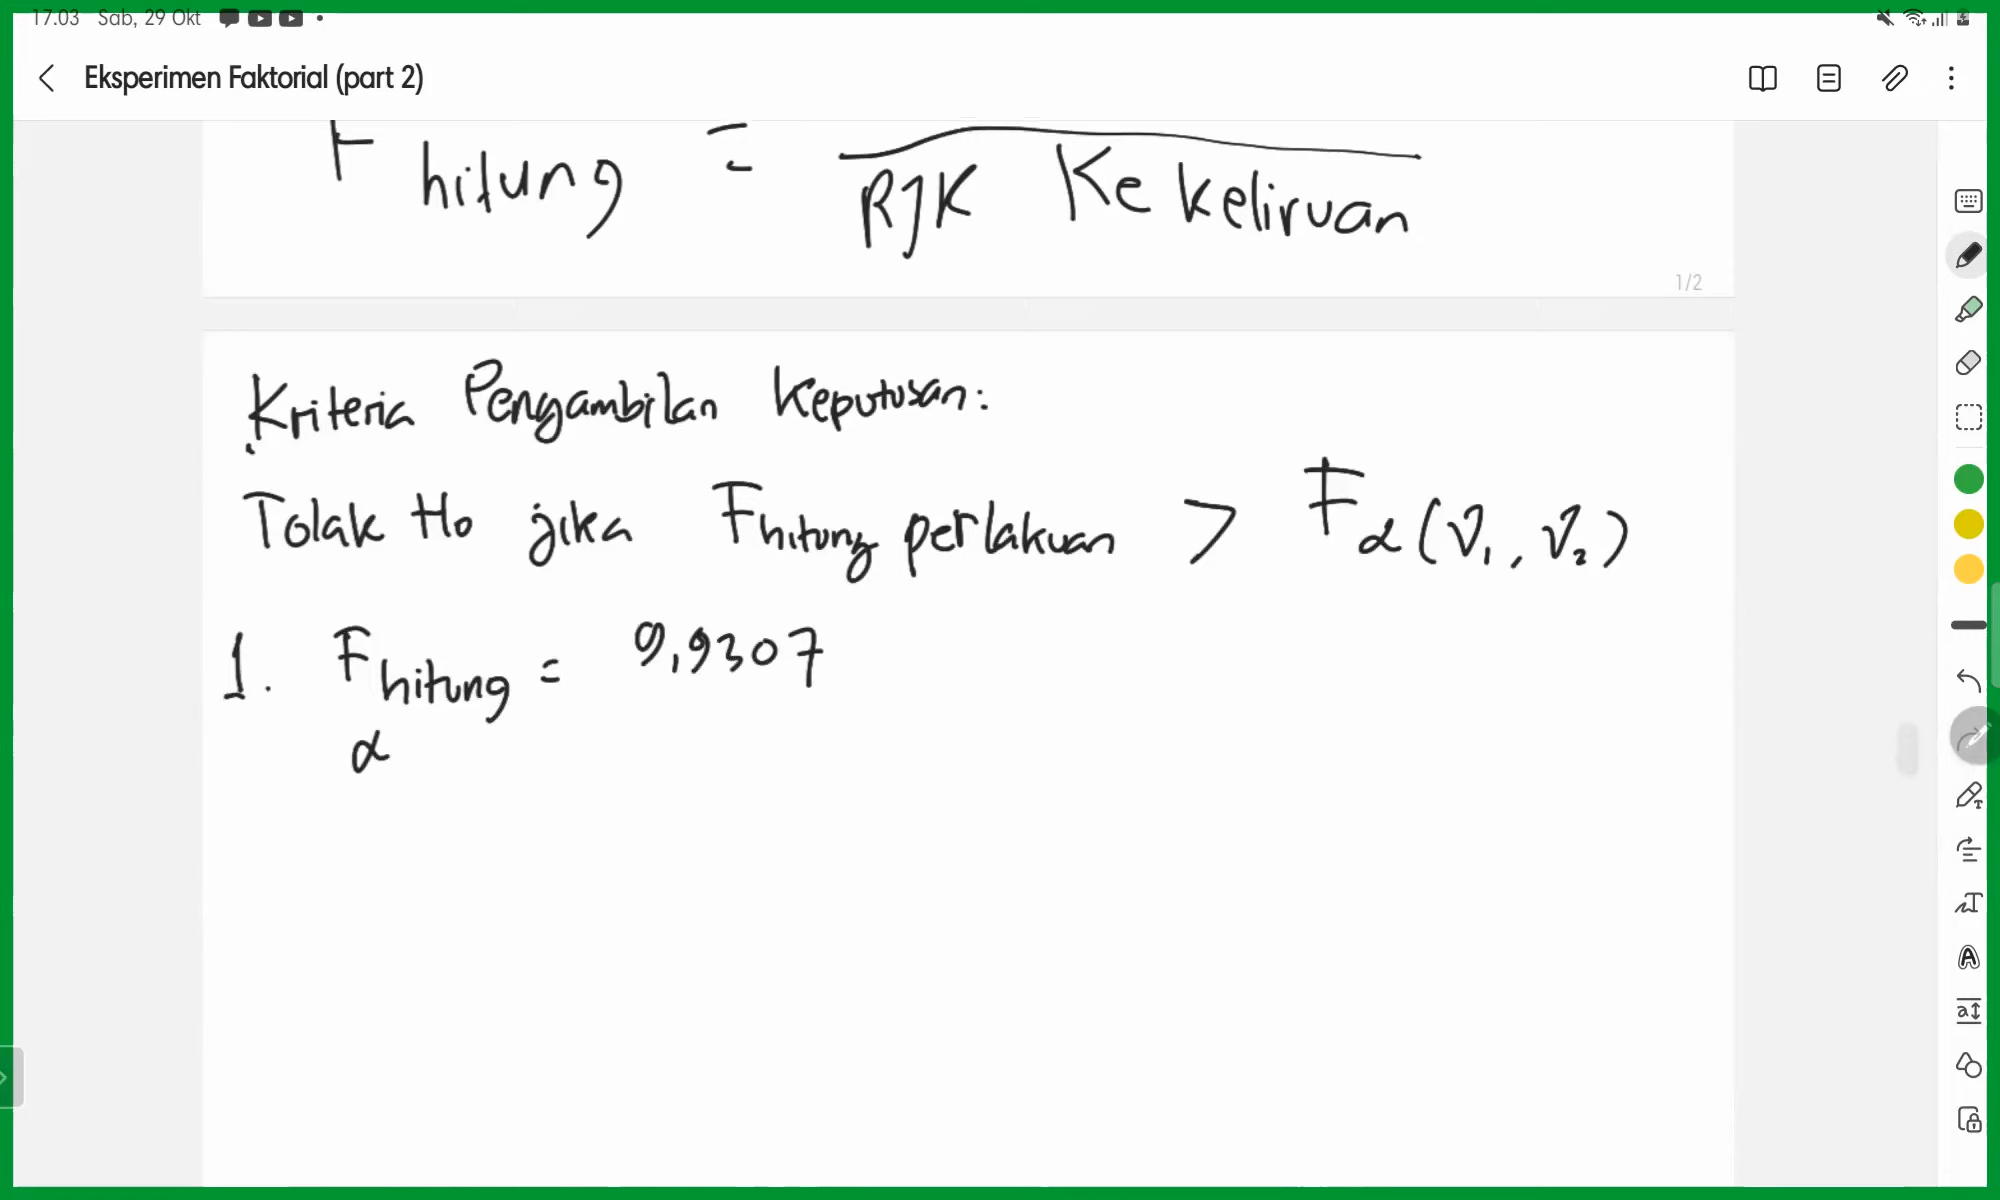 17.03 Sab, 29 Okt
Eksperimen Faktorial (part 2)
F hitung =
RJK Kekeliruan
1/2
Kriteria Pengambilan Keputusan:
Tolak Ho jika Fhitung perlakuan > Fα(V1, V2)
1. Fhitung = 9,9307
α